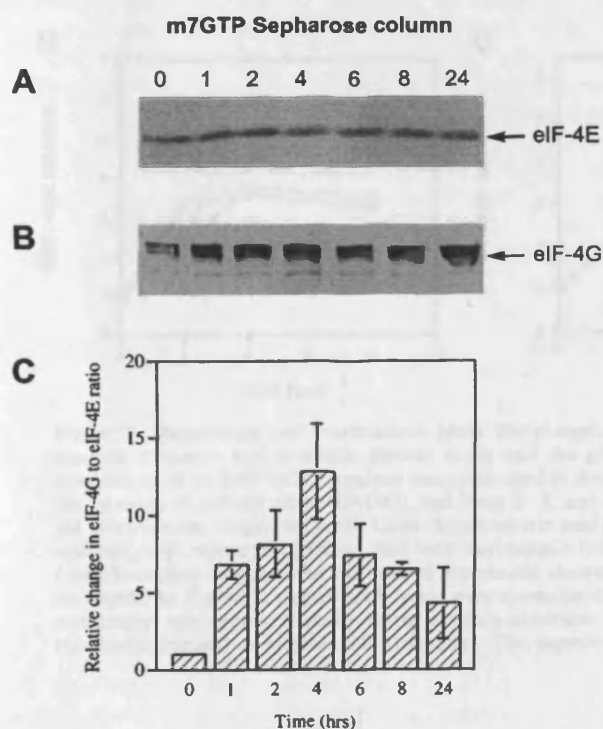 m7GTP Sepharose column
A
0 1 2 4 6 8 24
eIF-4E
B
eIF-4G
C
Relative change in eIF-4G to eIF-4E ratio
20
15
10
5
0
0 1 2 4 6 8 24
Time (hrs)